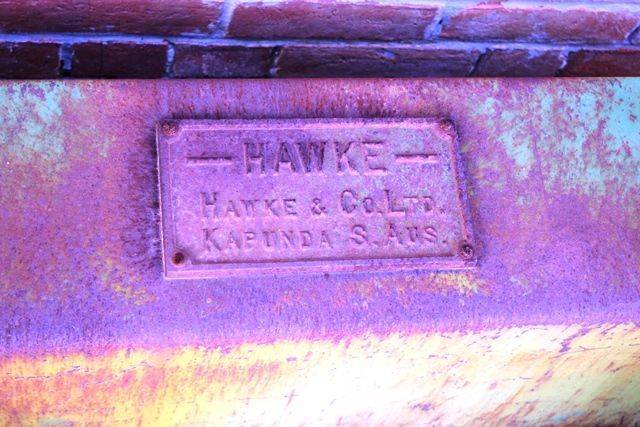 — HAWKE —
HAWKE & CO. LTD.
KAPUNDA S. AUS.